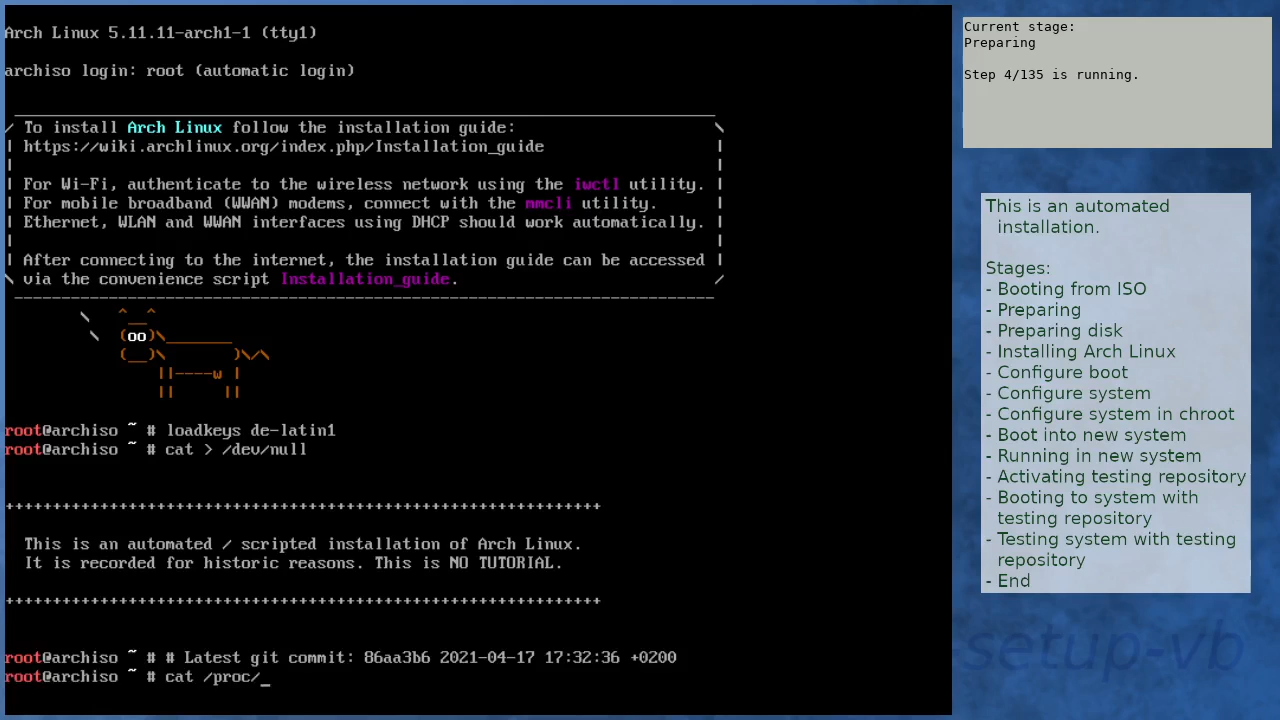 Arch Linux 5.11.11-arch1-1 (tty1)
archiso login: root (automatic login)
To install Arch Linux follow the installation guide:
https://wiki.archlinux.org/index.php/Installation_guide
For Wi-Fi, authenticate to the wireless network using the iwctl utility.
For mobile broadband (WWAN) modems, connect with the mmcli utility.
Ethernet, WLAN and WWAN interfaces using DHCP should work automatically.
After connecting to the internet, the installation guide can be accessed
via the convenience script Installation_guide.
root@archiso ~ # loadkeys de-latin1
root@archiso ~ # cat > /dev/null
+++++++++++++++++++++++++++++++++++++++++++++++++++++++++++++++
This is an automated / scripted installation of Arch Linux.
It is recorded for historic reasons. This is NO TUTORIAL.
+++++++++++++++++++++++++++++++++++++++++++++++++++++++++++++++
root@archiso ~ # # Latest git commit: 86aa3b6 2021-04-17 17:32:36 +0200
root@archiso ~ # cat /proc/_
Current stage:
Preparing
Step 4/135 is running.
This is an automated
installation.
Stages:
- Booting from ISO
- Preparing
- Preparing disk
- Installing Arch Linux
- Configure boot
- Configure system
- Configure system in chroot
- Boot into new system
- Running in new system
- Activating testing repository
- Booting to system with
testing repository
- Testing system with testing
repository
- End
-setup-vb